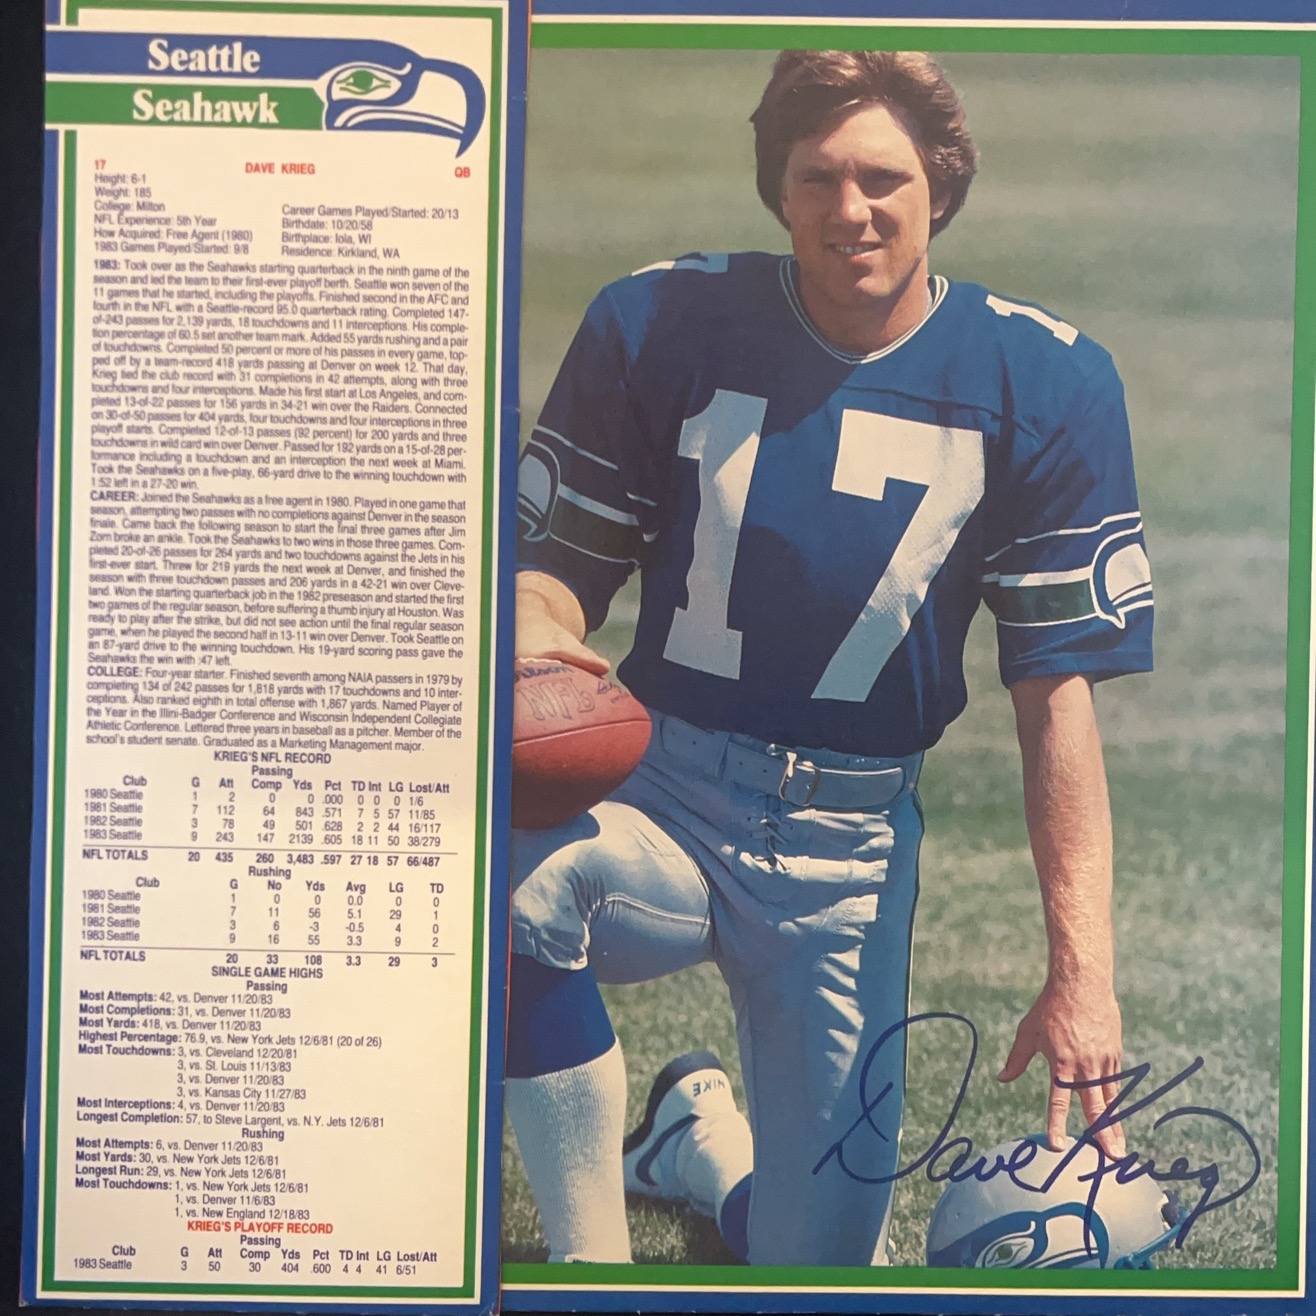 Seattle
Seahawk
17 DAVE KRIEG QB
Height: 6-1
Weight: 185
College: Milton
NFL Experience: 5th Year
How Acquired: Free Agent (1980)
1983 Games Played/Started: 9/8
Career Games Played/Started: 20/13
Birthdate: 10/20/58
Birthplace: Iola, WI
Residence: Kirkland, WA
1983: Took over as the Seahawks starting quarterback in the ninth game of the
season and led the team to their first-ever playoff berth. Seattle won seven of the
11 games that he started, including the playoffs. Finished second in the AFC and
fourth in the NFL with a Seattle-record 95.0 quarterback rating. Completed 147-
of-243 passes for 2,139 yards, 18 touchdowns and 11 interceptions. His comple-
tion percentage of 60.5 set another team mark. Added 55 yards rushing and a pair
of touchdowns. Completed 50 percent or more of his passes in every game, top-
ped off by a team-record 418 yards passing at Denver on week 12. That day,
Krieg tied the club record with 31 completions in 42 attempts, along with three
touchdowns and four interceptions. Made his first start at Los Angeles, and com-
pleted 13-of-22 passes for 156 yards in 34-21 win over the Raiders. Connected
on 30-of-50 passes for 404 yards, four touchdowns and four interceptions in three
playoff starts. Completed 12-of-13 passes (92 percent) for 200 yards and three
touchdowns in wild card win over Denver. Passed for 192 yards on a 15-of-28 per-
formance including a touchdown and an interception the next week at Miami.
Took the Seahawks on a five-play, 66-yard drive to the winning touchdown with
1:52 left in a 27-20 win.
CAREER: Joined the Seahawks as a free agent in 1980. Played in one game that
season, attempting two passes with no completions against Denver in the season
finale. Came back the following season to start the final three games after Jim
Zorn broke an ankle. Took the Seahawks to two wins in those three games. Com-
pleted 20-of-26 passes for 264 yards and two touchdowns against the Jets in his
first-ever start. Threw for 219 yards the next week at Denver, and finished the
season with three touchdown passes and 206 yards in a 42-21 win over Cleve-
land. Won the starting quarterback job in the 1982 preseason and started the first
two games of the regular season, before suffering a thumb injury at Houston. Was
ready to play after the strike, but did not see action until the final regular season
game, when he played the second half in 13-11 win over Denver. Took Seattle on
an 87-yard drive to the winning touchdown. His 19-yard scoring pass gave the
Seahawks the win with :47 left.
COLLEGE: Four-year starter. Finished seventh among NAIA passers in 1979 by
completing 134 of 242 passes for 1,818 yards with 17 touchdowns and 10 inter-
ceptions. Also ranked eighth in total offense with 1,867 yards. Named Player of
the Year in the Illini-Badger Conference and Wisconsin Independent Collegiate
Athletic Conference. Lettered three years in baseball as a pitcher. Member of the
school's student senate. Graduated as a Marketing Management major.
KRIEG'S NFL RECORD
Passing
Club G Att Comp Yds Pct TD Int LG Lost/Att
1980 Seattle 1 2 0 0 .000 0 0 0 1/6
1981 Seattle 7 112 64 843 .571 7 5 57 11/85
1982 Seattle 3 78 49 501 .628 2 2 44 16/117
1983 Seattle 9 243 147 2139 .605 18 11 50 38/279
NFL TOTALS 20 435 260 3,483 .597 27 18 57 66/487
Rushing
Club G No Yds Avg LG TD
1980 Seattle 1 0 0 0.0 0 0
1981 Seattle 7 11 56 5.1 29 1
1982 Seattle 3 6 -3 -0.5 4 0
1983 Seattle 9 16 55 3.3 9 2
NFL TOTALS 20 33 108 3.3 29 3
SINGLE GAME HIGHS
Passing
Most Attempts: 42, vs. Denver 11/20/83
Most Completions: 31, vs. Denver 11/20/83
Most Yards: 418, vs. Denver 11/20/83
Highest Percentage: 76.9, vs. New York Jets 12/6/81 (20 of 26)
Most Touchdowns: 3, vs. Cleveland 12/20/81
3, vs. St. Louis 11/13/83
3, vs. Denver 11/20/83
3, vs. Kansas City 11/27/83
Most Interceptions: 4, vs. Denver 11/20/83
Longest Completion: 57, to Steve Largent, vs. N.Y. Jets 12/6/81
Rushing
Most Attempts: 6, vs. Denver 11/20/83
Most Yards: 30, vs. New York Jets 12/6/81
Longest Run: 29, vs. New York Jets 12/6/81
Most Touchdowns: 1, vs. New York Jets 12/6/81
1, vs. Denver 11/6/83
1, vs. New England 12/18/83
KRIEG'S PLAYOFF RECORD
Passing
Club G Att Comp Yds Pct TD Int LG Lost/Att
1983 Seattle 3 50 30 404 .600 4 4 41 6/51
17
17
NFL
NIKE
Dave Krieg